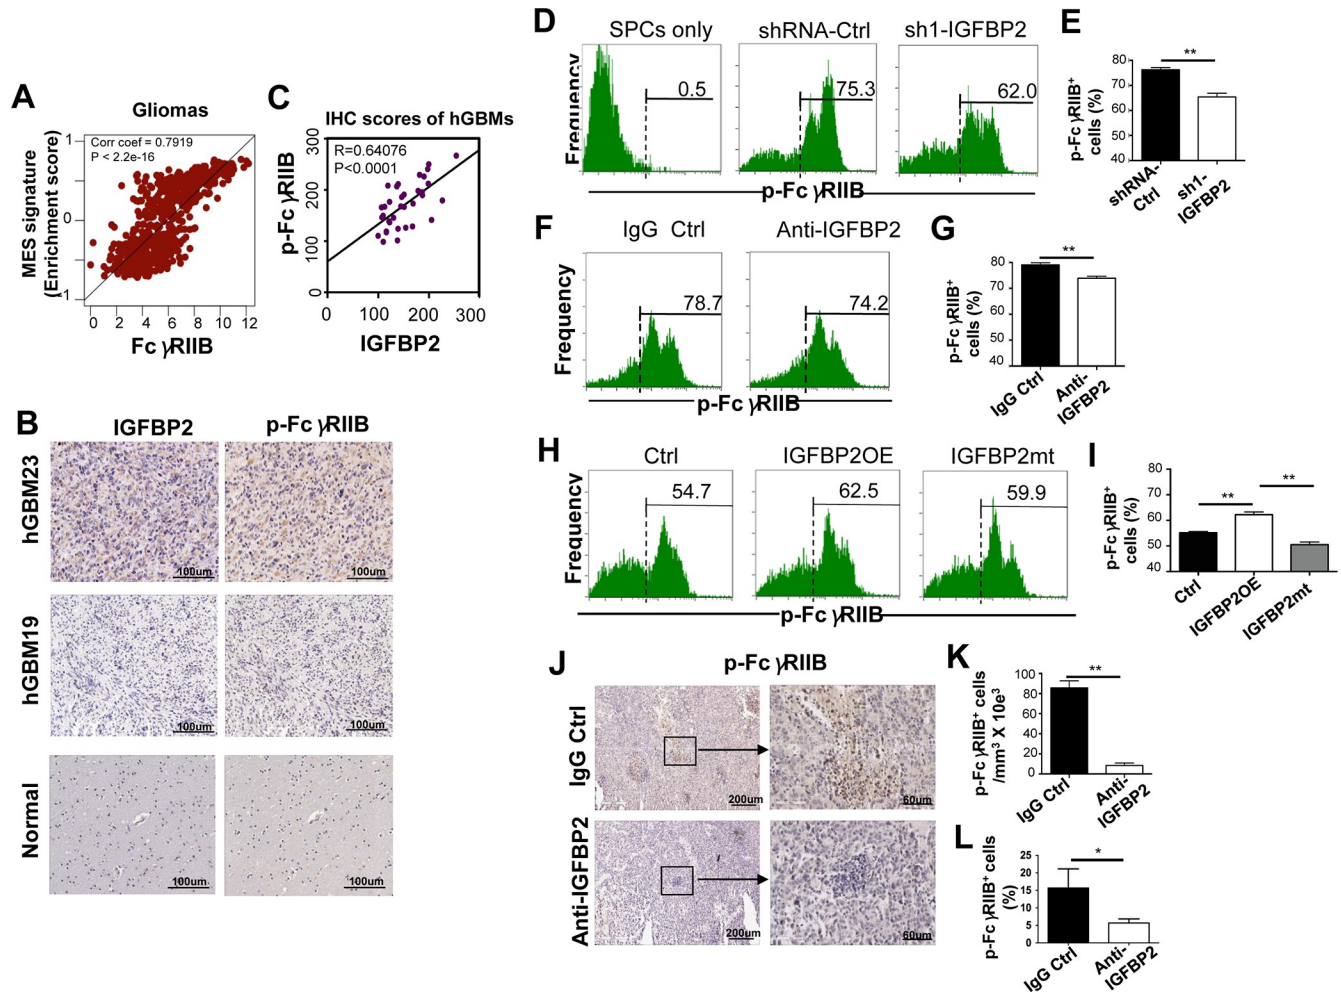 A
Gliomas
Corr coef = 0.7919
P < 2.2e-16
MES signature
(Enrichment score)
1
0
-1
0 2 4 6 8 10 12
Fc γRIIB
B
IGFBP2
p-Fc γRIIB
hGBM23
100um
100um
hGBM19
100um
100um
Normal
100um
100um
C
IHC scores of hGBMs
R=0.64076
P<0.0001
p-Fc γRIIB
300
200
100
0
0 100 200 300
IGFBP2
D
SPCs only
shRNA-Ctrl
sh1-IGFBP2
Frequency
0.5
75.3
62.0
p-Fc γRIIB
E
p-Fc γRIIB⁺
cells (%)
80
70
60
50
40
**
shRNA-
Ctrl
sh1-
IGFBP2
F
IgG Ctrl
Anti-IGFBP2
Frequency
78.7
74.2
p-Fc γRIIB
G
p-Fc γRIIB⁺
cells (%)
80
70
60
50
40
**
IgG Ctrl
Anti-
IGFBP2
H
Ctrl
IGFBP2OE
IGFBP2mt
Frequency
54.7
62.5
59.9
p-Fc γRIIB
I
p-Fc γRIIB⁺
cells (%)
80
70
60
50
40
**
**
Ctrl
IGFBP2OE
IGFBP2mt
J
p-Fc γRIIB
IgG Ctrl
200um
60um
Anti-IGFBP2
200um
60um
K
p-Fc γRIIB⁺ cells
/mm³ X 10e³
100
80
60
40
20
0
**
IgG Ctrl
Anti-
IGFBP2
L
p-Fc γRIIB⁺ cells
(%)
25
20
15
10
5
0
*
IgG Ctrl
Anti-
IGFBP2